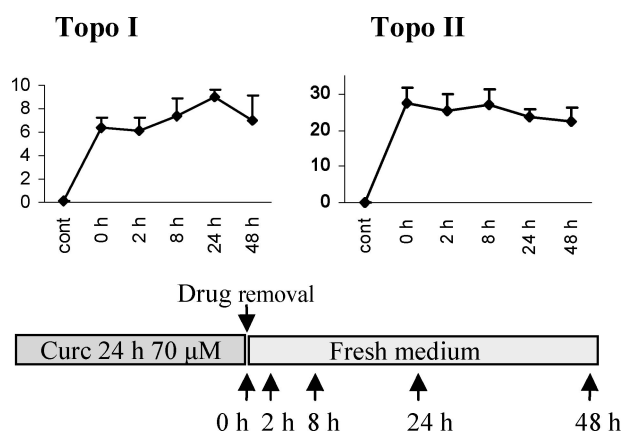 Topo I
Topo II
10
8
6
4
2
0
cont
0 h
2 h
8 h
24 h
48 h
30
20
10
0
cont
0 h
2 h
8 h
24 h
48 h
Drug removal
Curc 24 h 70 µM
Fresh medium
0 h 2 h 8 h 24 h 48 h